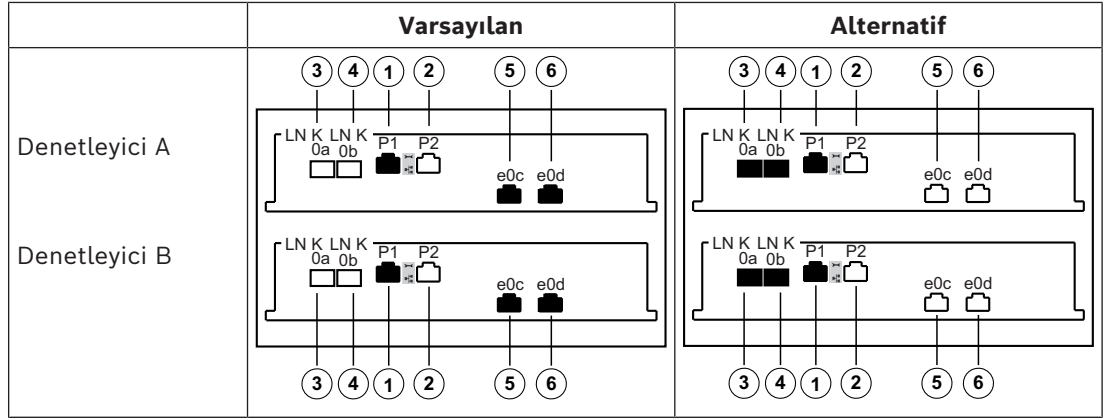 Varsayılan Alternatif
3 4 1 2 5 6 3 4 1 2 5 6
Denetleyici A
LN K LN K P1 P2 LN K LN K P1 P2
0a 0b 0a 0b
e0c e0d e0c e0d
Denetleyici B
LN K LN K P1 P2 LN K LN K P1 P2
0a 0b 0a 0b
e0c e0d e0c e0d
3 4 1 2 5 6 3 4 1 2 5 6